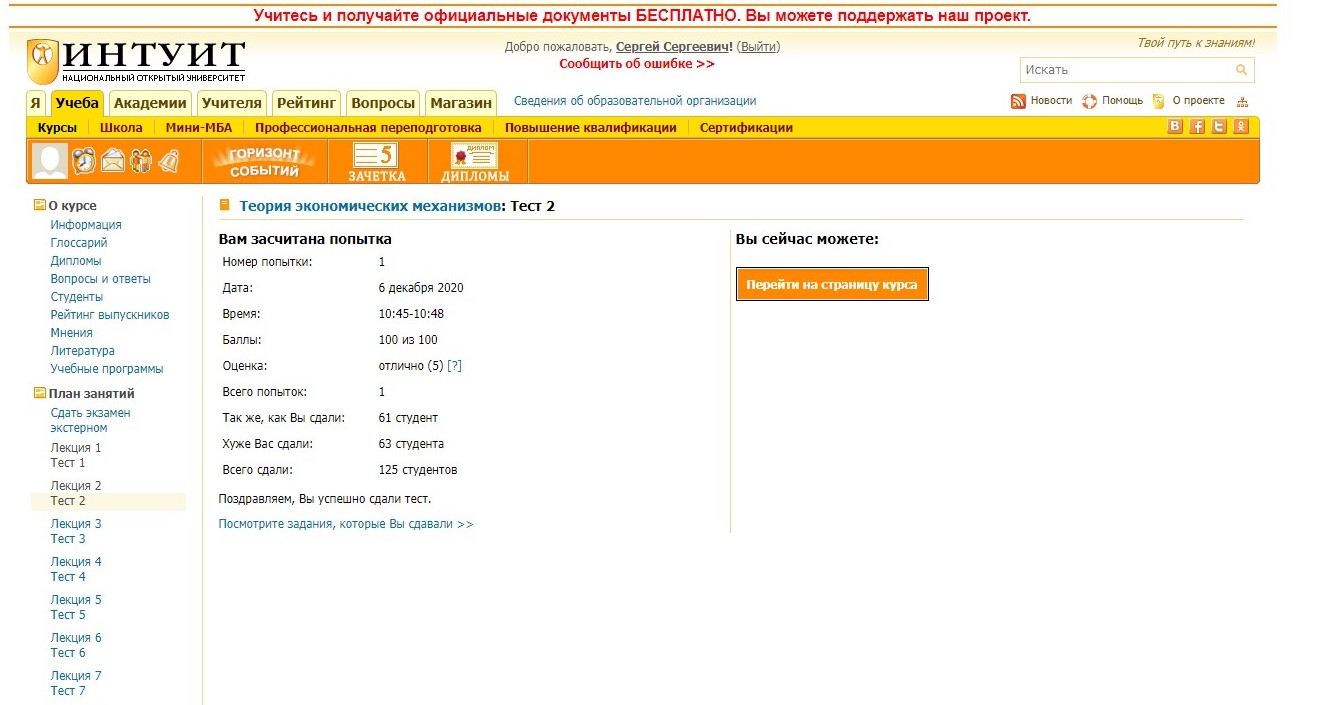 Учитесь и получайте официальные документы БЕСПЛАТНО. Вы можете поддержать наш проект.
ИНТУИТ
НАЦИОНАЛЬНЫЙ ОТКРЫТЫЙ УНИВЕРСИТЕТ
Добро пожаловать, Сергей Сергеевич! (Выйти)
Сообщить об ошибке >>
Твой путь к знаниям!
Искать
Я Учеба Академии Учителя Рейтинг Вопросы Магазин Сведения об образовательной организации
Новости Помощь О проекте
Курсы Школа Мини-МБА Профессиональная переподготовка Повышение квалификации Сертификации
ГОРИЗОНТ СОБЫТИЙ
5 ЗАЧЕТКА
ДИПЛОМ ДИПЛОМЫ
О курсе
Информация
Глоссарий
Дипломы
Вопросы и ответы
Студенты
Рейтинг выпускников
Мнения
Литература
Учебные программы
План занятий
Сдать экзамен
экстерном
Лекция 1
Тест 1
Лекция 2
Тест 2
Лекция 3
Тест 3
Лекция 4
Тест 4
Лекция 5
Тест 5
Лекция 6
Тест 6
Лекция 7
Тест 7
Теория экономических механизмов: Тест 2
Вам засчитана попытка
Номер попытки: 1
Дата: 6 декабря 2020
Время: 10:45-10:48
Баллы: 100 из 100
Оценка: отлично (5) [?]
Всего попыток: 1
Так же, как Вы сдали: 61 студент
Хуже Вас сдали: 63 студента
Всего сдали: 125 студентов
Поздравляем, Вы успешно сдали тест.
Посмотрите задания, которые Вы сдавали >>
Вы сейчас можете:
Перейти на страницу курса